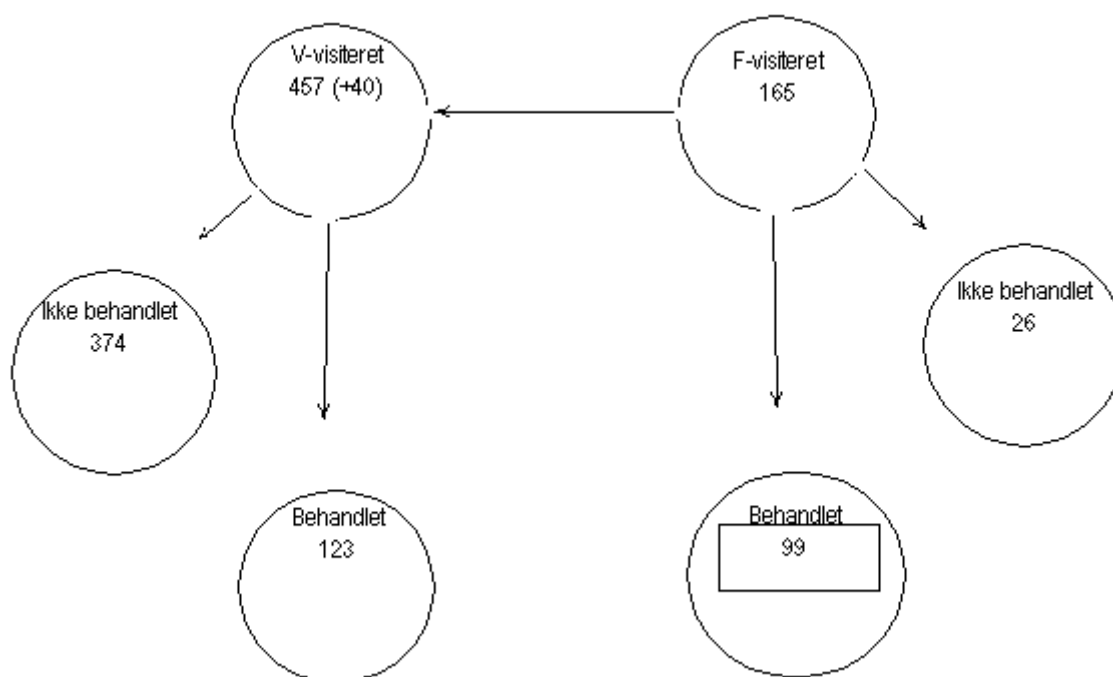 V-visiteret
457 (+40)
F-visiteret
165
Ikke behandlet
374
Ikke behandlet
26
Behandlet
123
Behandlet
99